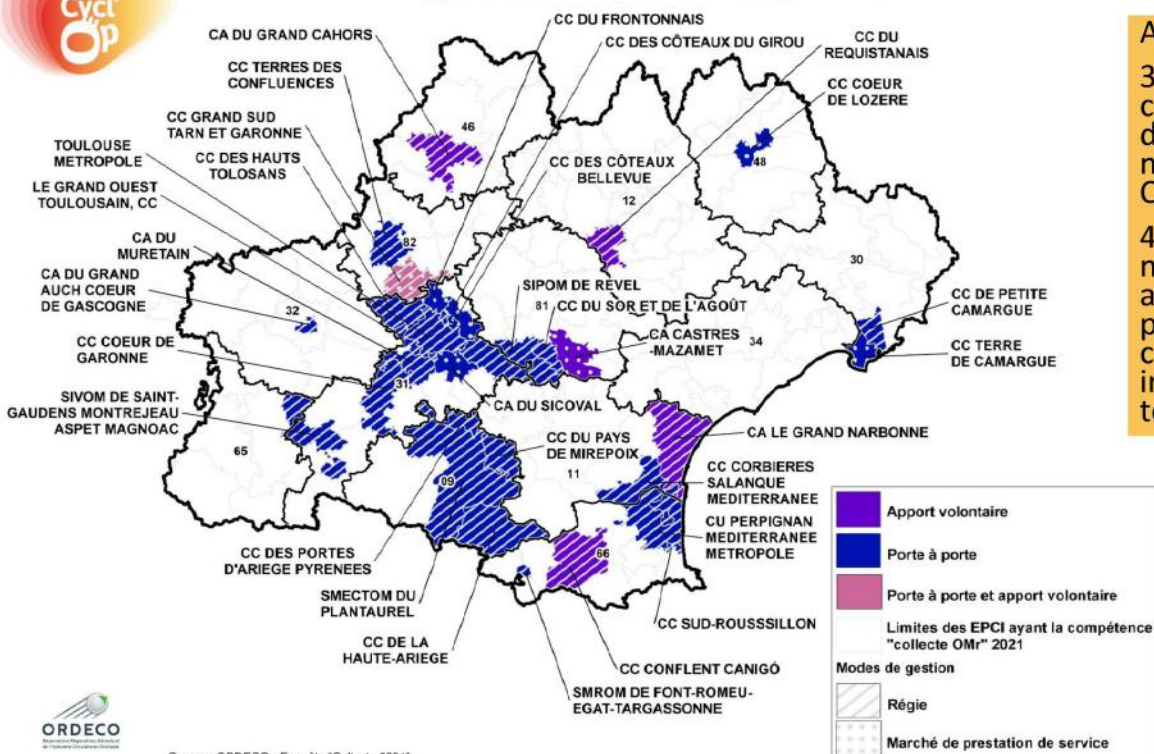 Cycl'
Op
CC DU FRONTONNAIS
CA DU GRAND CAHORS
CC DES CÔTEAUX DU GIROU
CC DU
REQUISTANAIS
CC TERRES DES
CONFLUENCES
CC COEUR
DE LOZERE
CC GRAND SUD
TARN ET GARONNE
46
48
TOULOUSE
METROPOLE
CC DES HAUTS
TOLOSANS
CC DES CÔTEAUX
BELLEVUE
12
LE GRAND OUEST
TOULOUSAIN, CC
CA DU
MURETAIN
82
30
CA DU GRAND
AUCH COEUR
DE GASCOGNE
32
SIPOM DE REVEL
81
CC DU SOR ET DE L'AGOÛT
CC DE PETITE
CAMARGUE
CA CASTRES
-MAZAMET
34
CC COEUR DE
GARONNE
CC TERRE
DE CAMARGUE
31
SIVOM DE SAINT-
GAUDENS MONTREJEAU
ASPET MAGNOAC
CA DU SICOVAL
65
CC DU PAYS
DE MIREPOIX
CA LE GRAND NARBONNE
11
09
CC CORBIERES
SALANQUE
MEDITERRANEE
CU PERPIGNAN
MEDITERRANEE
METROPOLE
66
CC DES PORTES
D'ARIEGE PYRENEES
SMECTOM DU
PLANTAUREL
CC SUD-ROUSSSILLON
CC DE LA
HAUTE-ARIEGE
CC CONFLENT CANIGÓ
SMROM DE FONT-ROMEU-
EGAT-TARGASSONNE
Apport volontaire
Porte à porte
Porte à porte et apport volontaire
Limites des EPCI ayant la compétence
"collecte OMr" 2021
Modes de gestion
Régie
Marché de prestation de service
ORDECO